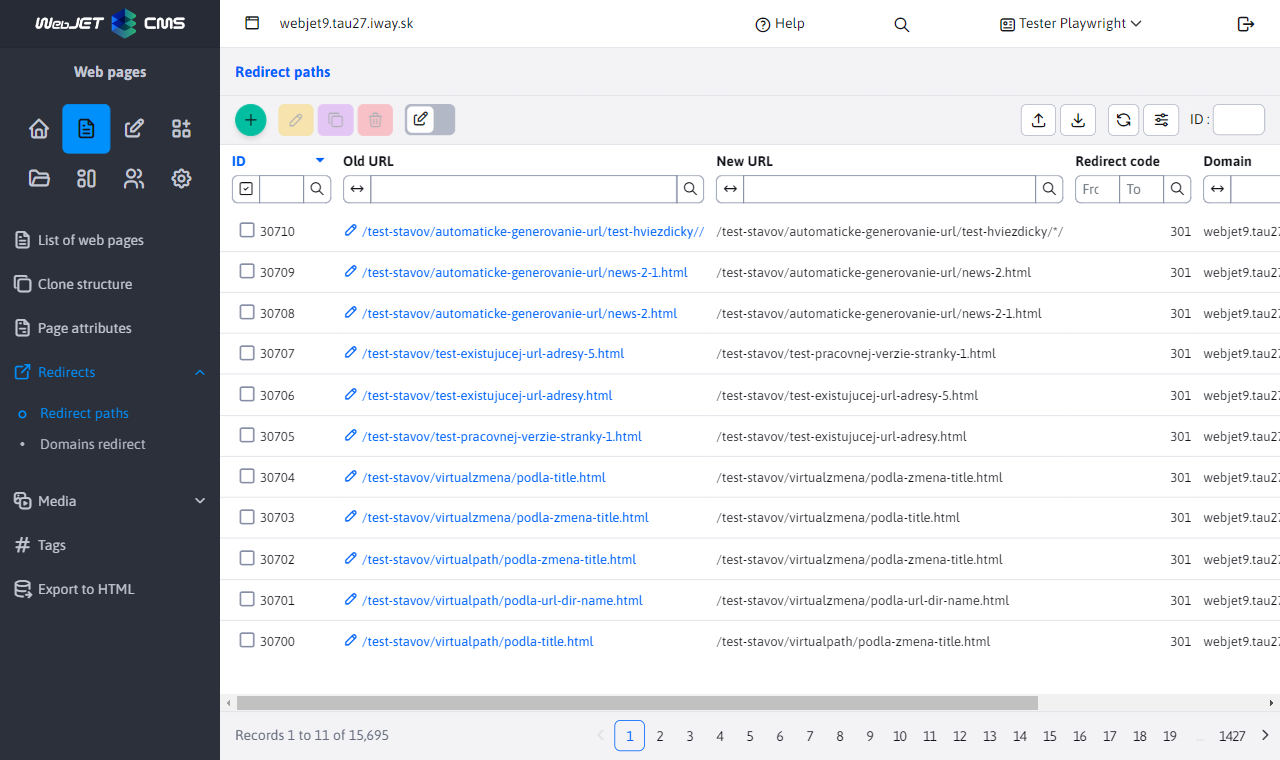 WebJET CMS
webjet9.tau27.iway.sk
Help
Tester Playwright
Web pages
List of web pages
Clone structure
Page attributes
Redirects
Redirect paths
Domains redirect
Media
Tags
Export to HTML
Redirect paths
ID :
ID Old URL New URL Redirect code Domain
Frc To
30710 /test-stavov/automaticke-generovanie-url/test-hviezdicky// /test-stavov/automaticke-generovanie-url/test-hviezdicky/*/ 301 webjet9.tau27
30709 /test-stavov/automaticke-generovanie-url/news-2-1.html /test-stavov/automaticke-generovanie-url/news-2.html 301 webjet9.tau27
30708 /test-stavov/automaticke-generovanie-url/news-2.html /test-stavov/automaticke-generovanie-url/news-2-1.html 301 webjet9.tau27
30707 /test-stavov/test-existujucej-url-adresy-5.html /test-stavov/test-pracovnej-verzie-stranky-1.html 301 webjet9.tau27
30706 /test-stavov/test-existujucej-url-adresy.html /test-stavov/test-existujucej-url-adresy-5.html 301 webjet9.tau27
30705 /test-stavov/test-pracovnej-verzie-stranky-1.html /test-stavov/test-existujucej-url-adresy.html 301 webjet9.tau27
30704 /test-stavov/virtualzmena/podla-title.html /test-stavov/virtualzmena/podla-zmena-title.html 301 webjet9.tau27
30703 /test-stavov/virtualzmena/podla-zmena-title.html /test-stavov/virtualzmena/podla-title.html 301 webjet9.tau27
30702 /test-stavov/virtualpath/podla-zmena-title.html /test-stavov/virtualzmena/podla-zmena-title.html 301 webjet9.tau27
30701 /test-stavov/virtualpath/podla-url-dir-name.html /test-stavov/virtualzmena/podla-url-dir-name.html 301 webjet9.tau27
30700 /test-stavov/virtualpath/podla-title.html /test-stavov/virtualpath/podla-zmena-title.html 301 webjet9.tau27
Records 1 to 11 of 15,695
1 2 3 4 5 6 7 8 9 10 11 12 13 14 15 16 17 18 19 ... 1427